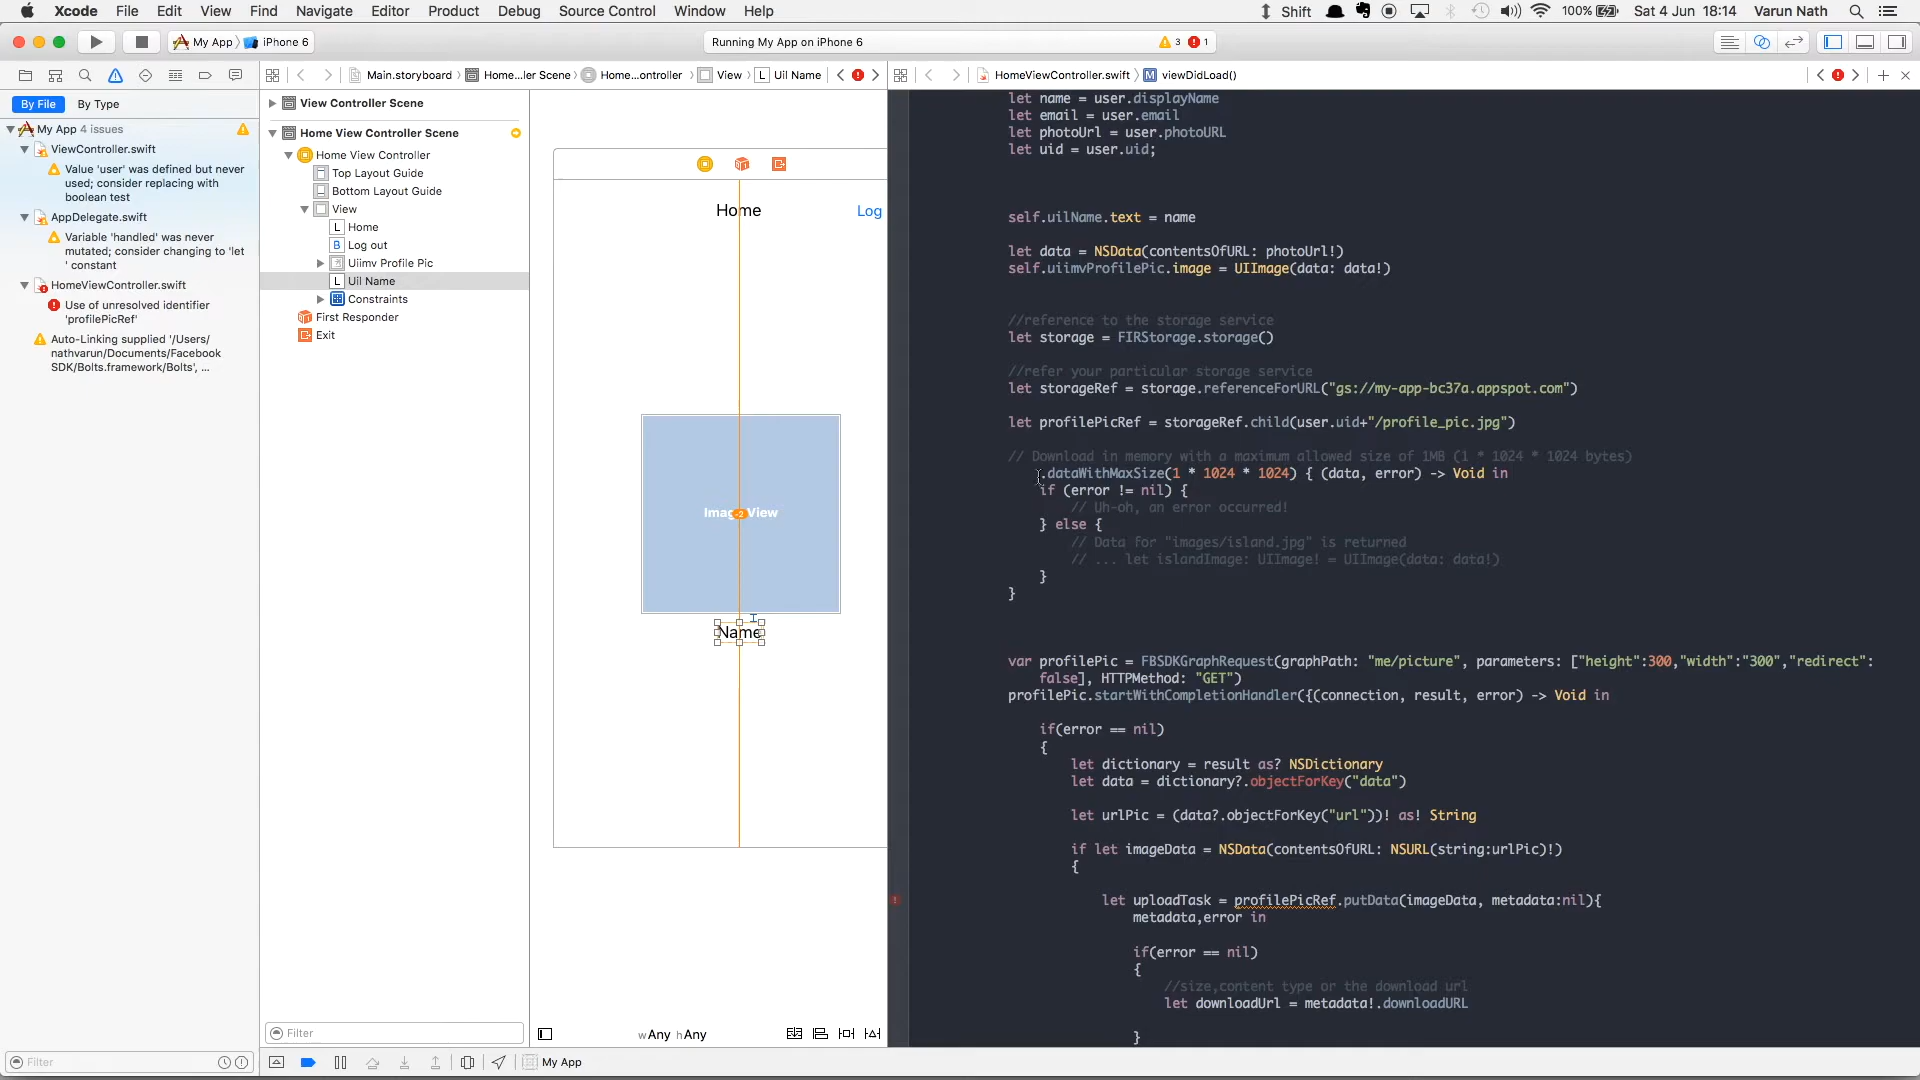 Xcode File Edit View Find Navigate Editor Product Debug Source Control Window Help Shift 100% Sat 4 Jun 18:14 Varun Nath
My App iPhone 6 Running My App on iPhone 6 3 1
Main.storyboard Home...ler Scene Home...ontroller View L Uil Name HomeViewController.swift M viewDidLoad()
By File By Type
My App 4 issues
ViewController.swift
Value 'user' was defined but never
used; consider replacing with
boolean test
AppDelegate.swift
Variable 'handled' was never
mutated; consider changing to 'let
' constant
HomeViewController.swift
Use of unresolved identifier
'profilePicRef'
Auto-Linking supplied '/Users/
nathvarun/Documents/Facebook
SDK/Bolts.framework/Bolts', ...
Filter
View Controller Scene
Home View Controller Scene
Home View Controller
Top Layout Guide
Bottom Layout Guide
View
L Home
B Log out
Uiimv Profile Pic
L Uil Name
Constraints
First Responder
Exit
Filter
Home Log
Image View
-2
Name
wAny hAny
My App
let name = user.displayName
let email = user.email
let photoUrl = user.photoURL
let uid = user.uid;
self.uilName.text = name
let data = NSData(contentsOfURL: photoUrl!)
self.uiimvProfilePic.image = UIImage(data: data!)
//reference to the storage service
let storage = FIRStorage.storage()
//refer your particular storage service
let storageRef = storage.referenceForURL("gs://my-app-bc37a.appspot.com")
let profilePicRef = storageRef.child(user.uid+"/profile_pic.jpg")
// Download in memory with a maximum allowed size of 1MB (1 * 1024 * 1024 bytes)
.dataWithMaxSize(1 * 1024 * 1024) { (data, error) -> Void in
if (error != nil) {
// Uh-oh, an error occurred!
} else {
// Data for "images/island.jpg" is returned
// ... let islandImage: UIImage! = UIImage(data: data!)
}
}
var profilePic = FBSDKGraphRequest(graphPath: "me/picture", parameters: ["height":300,"width":"300","redirect":
false], HTTPMethod: "GET")
profilePic.startWithCompletionHandler({(connection, result, error) -> Void in
if(error == nil)
{
let dictionary = result as? NSDictionary
let data = dictionary?.objectForKey("data")
let urlPic = (data?.objectForKey("url"))! as! String
if let imageData = NSData(contentsOfURL: NSURL(string:urlPic)!)
{
let uploadTask = profilePicRef.putData(imageData, metadata:nil){
metadata,error in
if(error == nil)
{
//size,content type or the download url
let downloadUrl = metadata!.downloadURL
}